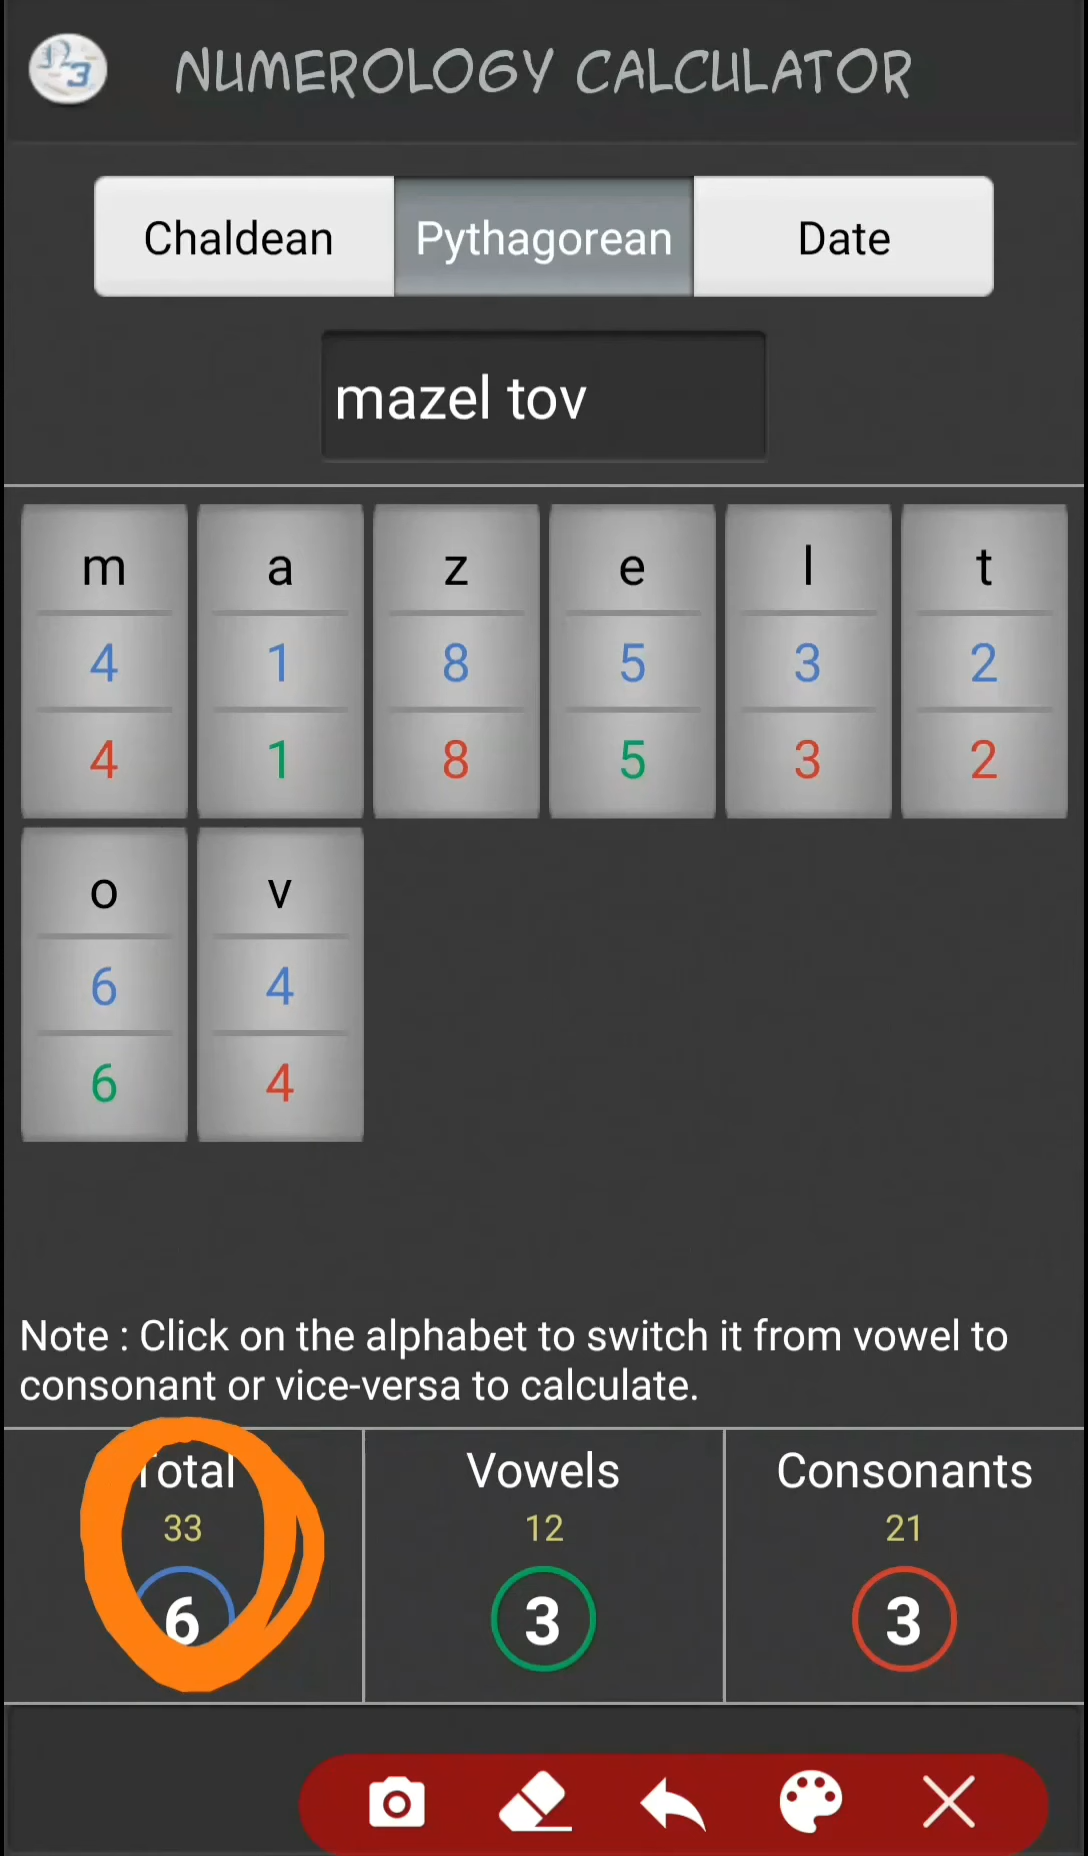 NUMEROLOGY CALCULATOR
Chaldean Pythagorean Date
mazel tov
m a z e l t
4 1 8 5 3 2
4 1 8 5 3 2
o v
6 4
6 4
Note : Click on the alphabet to switch it from vowel to
consonant or vice-versa to calculate.
Total Vowels Consonants
33 12 21
6 3 3